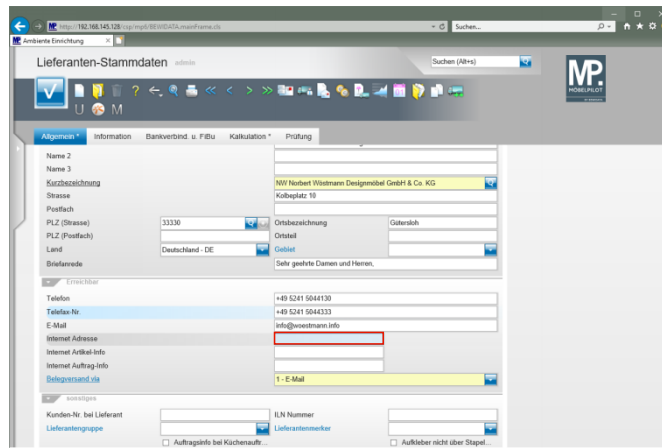 http://192.168.145.128/csp/mp8/BEWIDATA.mainFrame.cls
Suchen...
Ambiente Einrichtung
Lieferanten-Stammdaten admin
Suchen (Alt+s)
MP.
MÖBELPILOT
U M
Allgemein * Information Bankverbind. u. FiBu Kalkulation * Prüfung
Name 2
Name 3
Kurzbezeichnung NW Norbert Wöstmann Designmöbel GmbH & Co. KG
Strasse Kolbeplatz 10
Postfach
PLZ (Strasse) 33330 Ortsbezeichnung Gütersloh
PLZ (Postfach) Ortsteil
Land Deutschland - DE Gebiet
Briefanrede Sehr geehrte Damen und Herren,
Erreichbar
Telefon +49 5241 5044130
Telefax-Nr. +49 5241 5044333
E-Mail info@woestmann.info
Internet Adresse
Internet Artikel-Info
Internet Auftrag-Info
Belegversand via 1 - E-Mail
sonstiges
Kunden-Nr. bei Lieferant ILN Nummer
Lieferantengruppe Lieferantenmerker
Auftragsinfo bei Küchenauftr... Aufkleber nicht über Stapel...